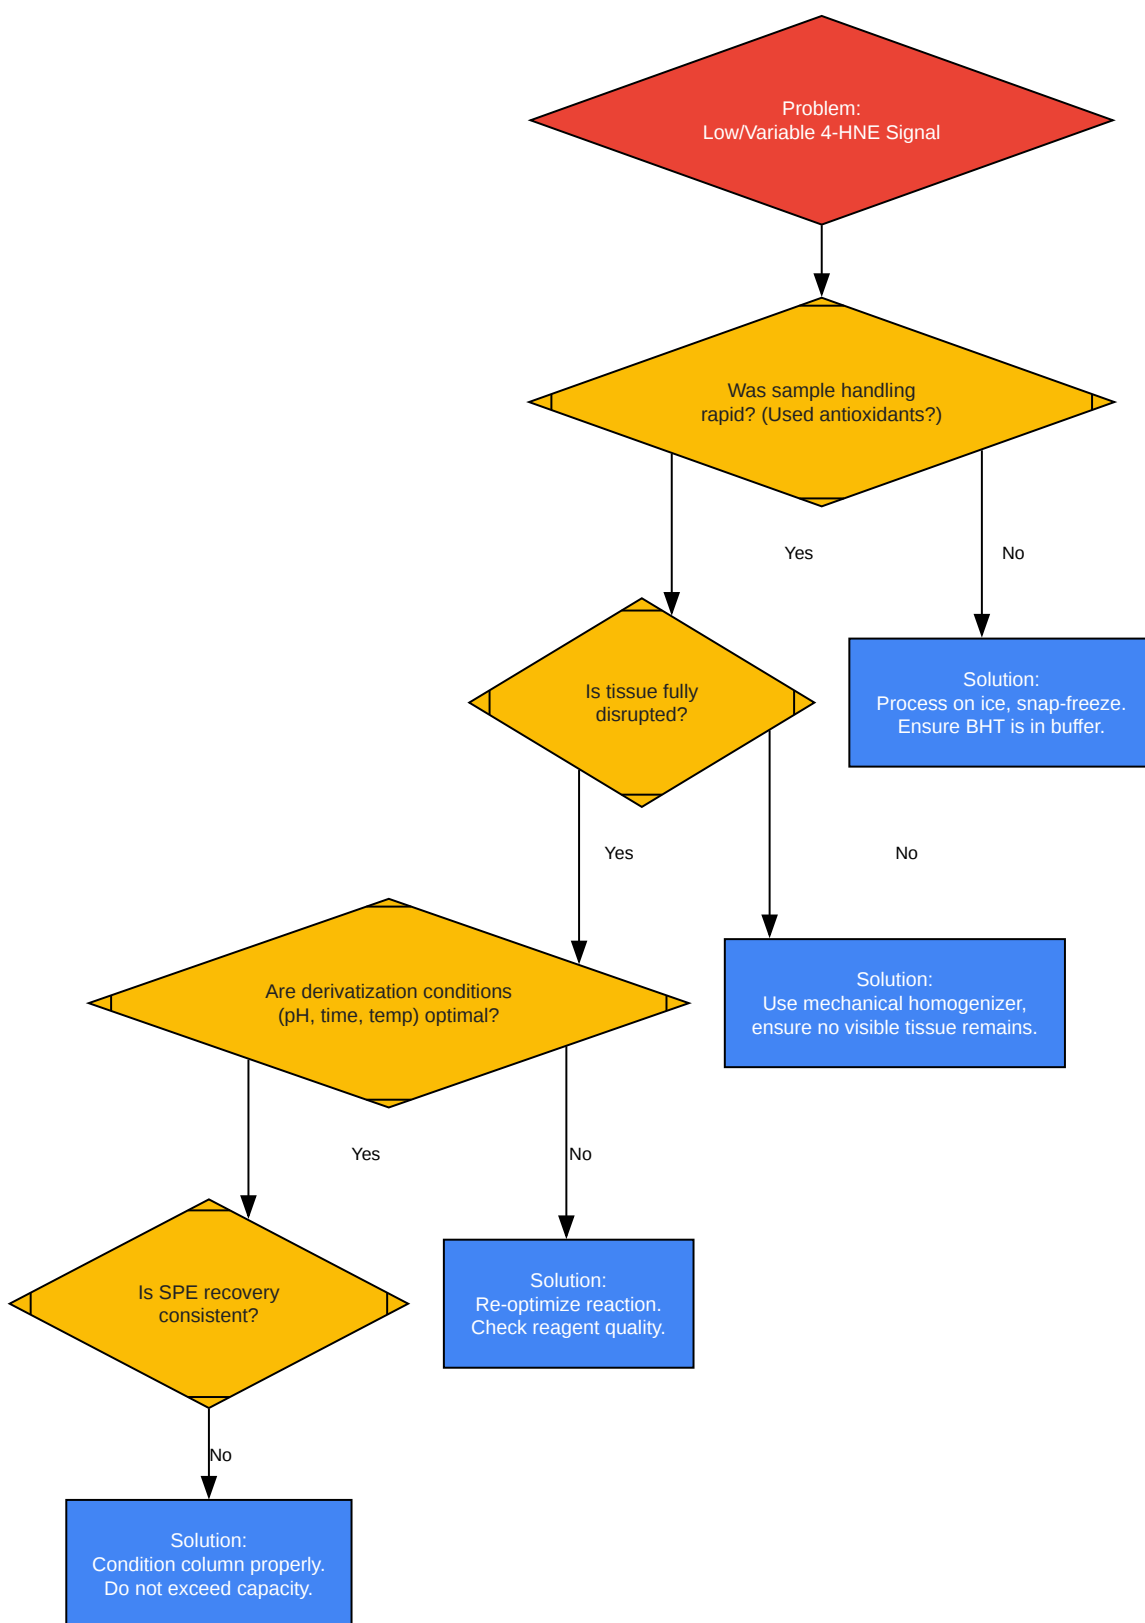 Problem:
Low/Variable 4-HNE Signal
Was sample handling
rapid? (Used antioxidants?)
Yes
No
Is tissue fully
disrupted?
Solution:
Process on ice, snap-freeze.
Ensure BHT is in buffer.
Yes
No
Are derivatization conditions
(pH, time, temp) optimal?
Solution:
Use mechanical homogenizer,
ensure no visible tissue remains.
Yes
No
Is SPE recovery
consistent?
Solution:
Re-optimize reaction.
Check reagent quality.
No
Solution:
Condition column properly.
Do not exceed capacity.